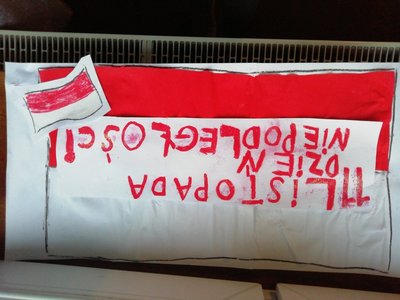 11 LiSTOPADA
DZiEŃ
NiEPODLEGŁOŚCi